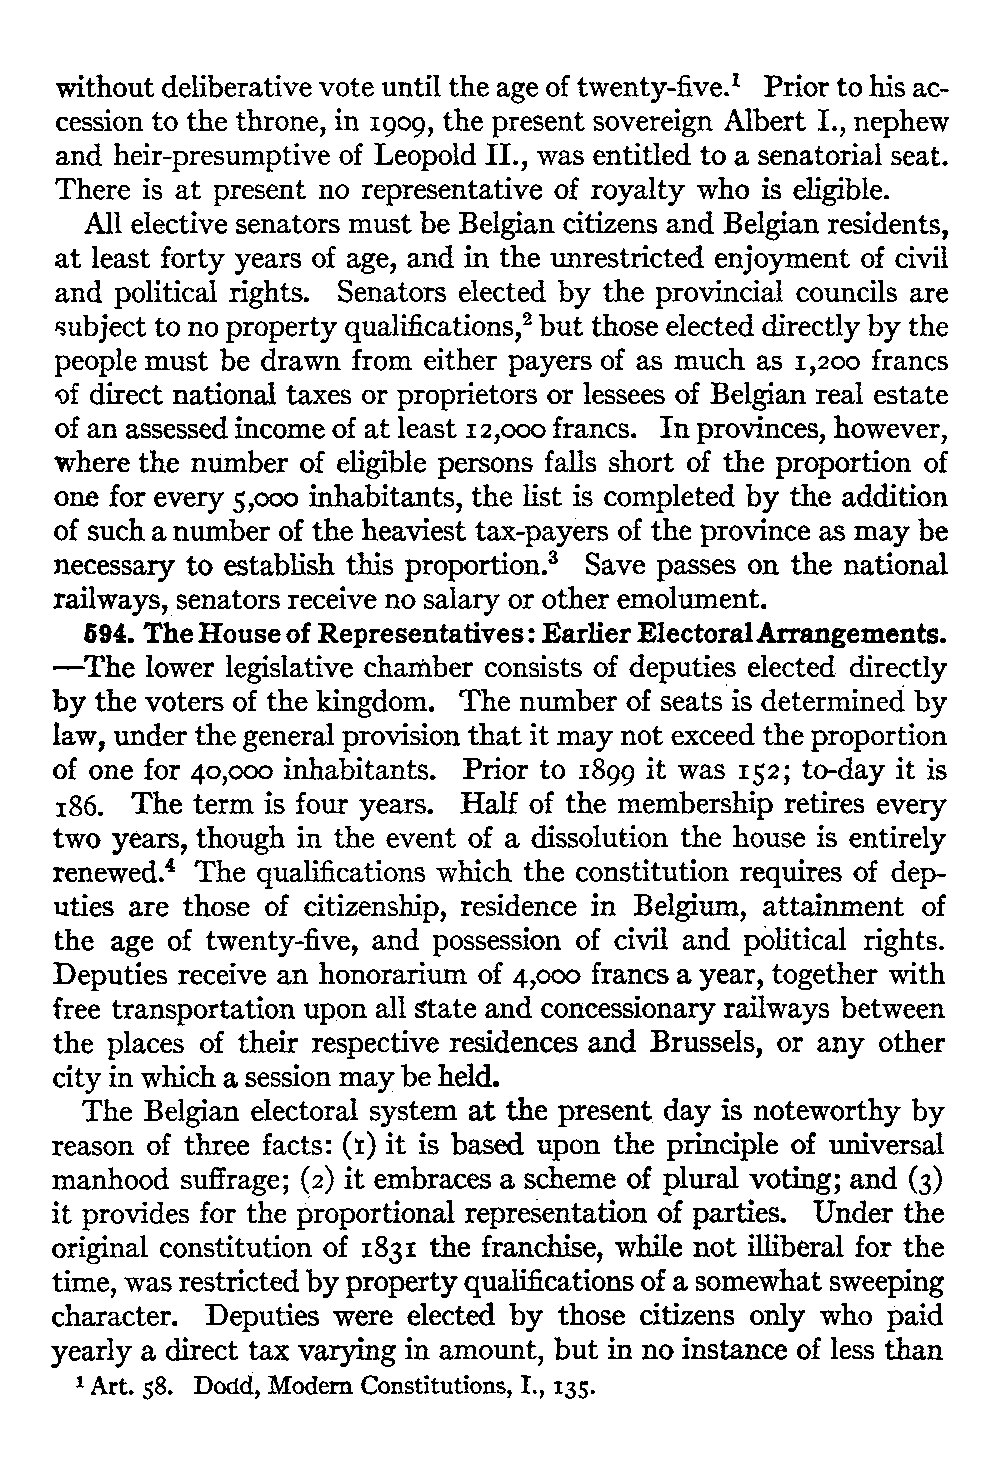 without deliberative vote until the age of twenty-five.¹ Prior to his ac-
cession to the throne, in 1909, the present sovereign Albert I., nephew
and heir-presumptive of Leopold II., was entitled to a senatorial seat.
There is at present no representative of royalty who is eligible.
All elective senators must be Belgian citizens and Belgian residents,
at least forty years of age, and in the unrestricted enjoyment of civil
and political rights. Senators elected by the provincial councils are
subject to no property qualifications,² but those elected directly by the
people must be drawn from either payers of as much as 1,200 francs
of direct national taxes or proprietors or lessees of Belgian real estate
of an assessed income of at least 12,000 francs. In provinces, however,
where the number of eligible persons falls short of the proportion of
one for every 5,000 inhabitants, the list is completed by the addition
of such a number of the heaviest tax-payers of the province as may be
necessary to establish this proportion.³ Save passes on the national
railways, senators receive no salary or other emolument.
594. The House of Representatives: Earlier Electoral Arrangements.
—The lower legislative chamber consists of deputies elected directly
by the voters of the kingdom. The number of seats is determined by
law, under the general provision that it may not exceed the proportion
of one for 40,000 inhabitants. Prior to 1899 it was 152; to-day it is
186. The term is four years. Half of the membership retires every
two years, though in the event of a dissolution the house is entirely
renewed.⁴ The qualifications which the constitution requires of dep-
uties are those of citizenship, residence in Belgium, attainment of
the age of twenty-five, and possession of civil and political rights.
Deputies receive an honorarium of 4,000 francs a year, together with
free transportation upon all state and concessionary railways between
the places of their respective residences and Brussels, or any other
city in which a session may be held.
The Belgian electoral system at the present day is noteworthy by
reason of three facts: (1) it is based upon the principle of universal
manhood suffrage; (2) it embraces a scheme of plural voting; and (3)
it provides for the proportional representation of parties. Under the
original constitution of 1831 the franchise, while not illiberal for the
time, was restricted by property qualifications of a somewhat sweeping
character. Deputies were elected by those citizens only who paid
yearly a direct tax varying in amount, but in no instance of less than
¹ Art. 58. Dodd, Modern Constitutions, I., 135.